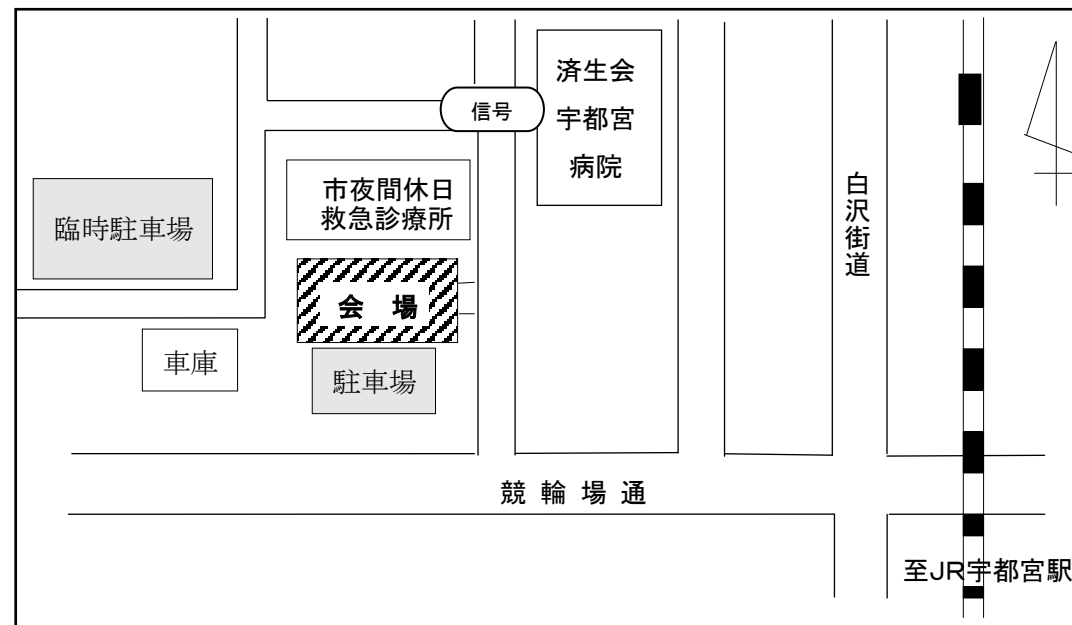 済生会
宇都宮
病院
信号
市夜間休日
救急診療所
白沢街道
臨時駐車場
会　場
車庫
駐車場
競 輪 場 通
至JR宇都宮駅